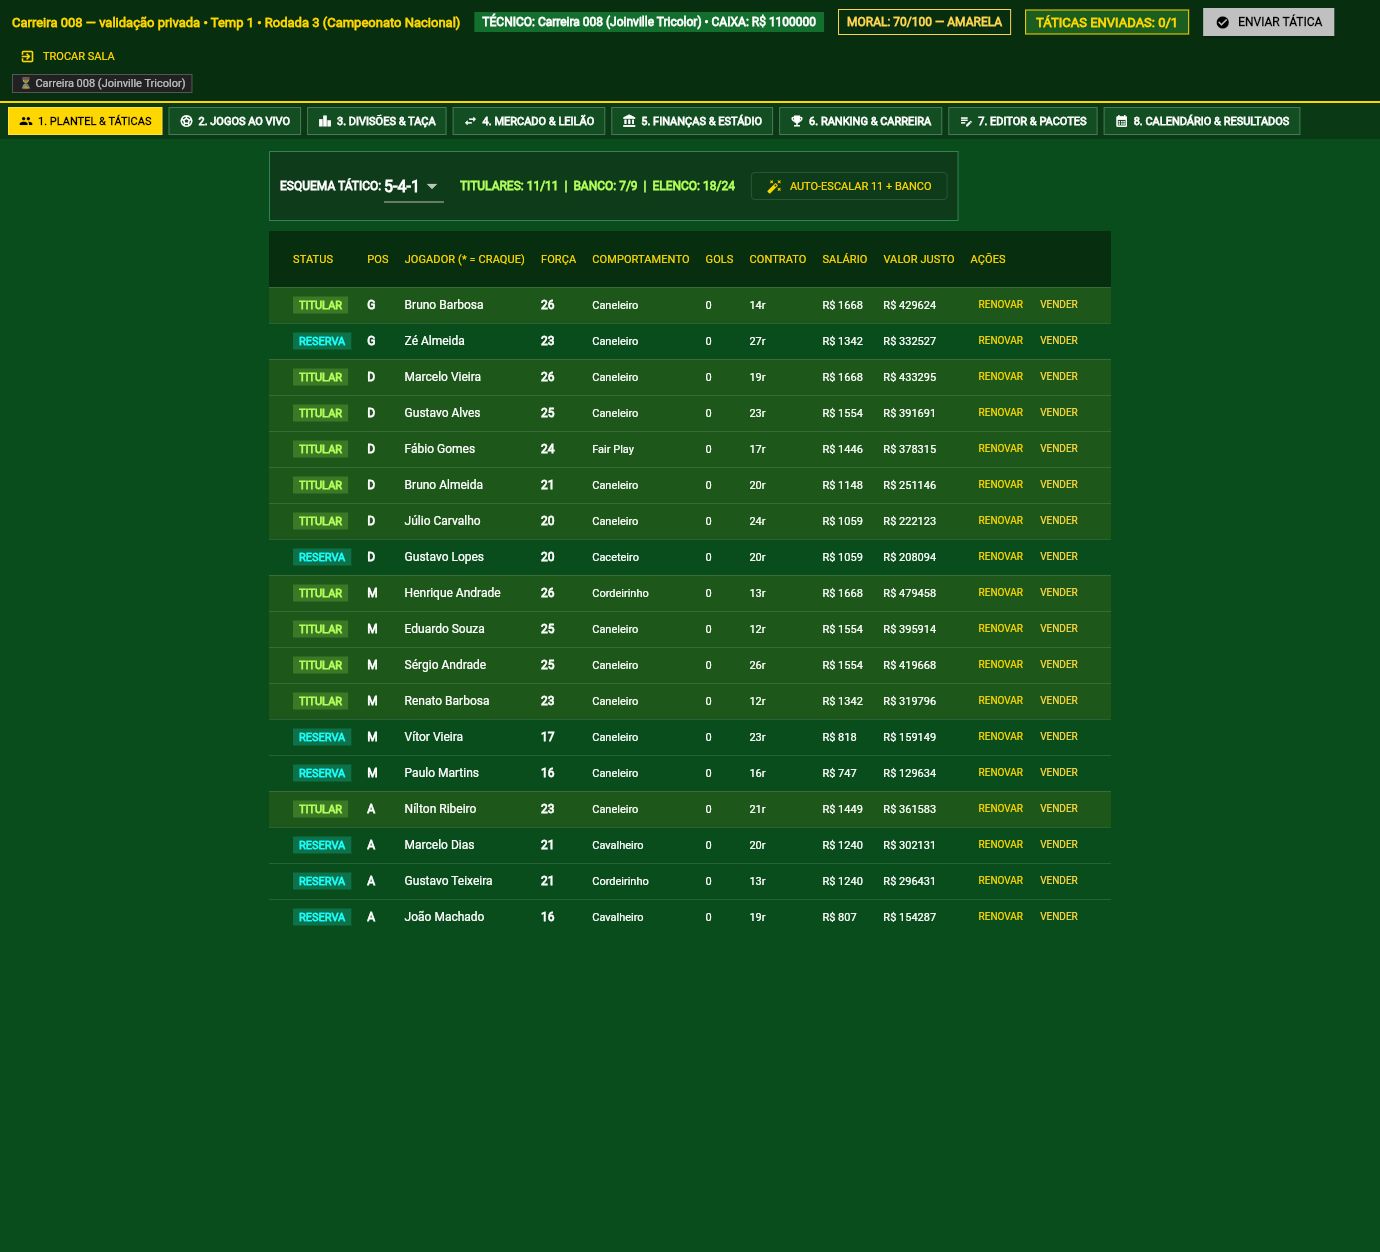 Carreira 008 — validação privada • Temp 1 • Rodada 3 (Campeonato Nacional) TÉCNICO: Carreira 008 (Joinville Tricolor) • CAIXA: R$ 1100000 MORAL: 70/100 — AMARELA TÁTICAS ENVIADAS: 0/1 ENVIAR TÁTICA
TROCAR SALA
⏳ Carreira 008 (Joinville Tricolor)
1. PLANTEL & TÁTICAS 2. JOGOS AO VIVO 3. DIVISÕES & TAÇA 4. MERCADO & LEILÃO 5. FINANÇAS & ESTÁDIO 6. RANKING & CARREIRA 7. EDITOR & PACOTES 8. CALENDÁRIO & RESULTADOS
ESQUEMA TÁTICO: 5-4-1 TITULARES: 11/11 | BANCO: 7/9 | ELENCO: 18/24 AUTO-ESCALAR 11 + BANCO
STATUS POS JOGADOR (* = CRAQUE) FORÇA COMPORTAMENTO GOLS CONTRATO SALÁRIO VALOR JUSTO AÇÕES
TITULAR G Bruno Barbosa 26 Caneleiro 0 14r R$ 1668 R$ 429624 RENOVAR VENDER
RESERVA G Zé Almeida 23 Caneleiro 0 27r R$ 1342 R$ 332527 RENOVAR VENDER
TITULAR D Marcelo Vieira 26 Caneleiro 0 19r R$ 1668 R$ 433295 RENOVAR VENDER
TITULAR D Gustavo Alves 25 Caneleiro 0 23r R$ 1554 R$ 391691 RENOVAR VENDER
TITULAR D Fábio Gomes 24 Fair Play 0 17r R$ 1446 R$ 378315 RENOVAR VENDER
TITULAR D Bruno Almeida 21 Caneleiro 0 20r R$ 1148 R$ 251146 RENOVAR VENDER
TITULAR D Júlio Carvalho 20 Caneleiro 0 24r R$ 1059 R$ 222123 RENOVAR VENDER
RESERVA D Gustavo Lopes 20 Caceteiro 0 20r R$ 1059 R$ 208094 RENOVAR VENDER
TITULAR M Henrique Andrade 26 Cordeirinho 0 13r R$ 1668 R$ 479458 RENOVAR VENDER
TITULAR M Eduardo Souza 25 Caneleiro 0 12r R$ 1554 R$ 395914 RENOVAR VENDER
TITULAR M Sérgio Andrade 25 Caneleiro 0 26r R$ 1554 R$ 419668 RENOVAR VENDER
TITULAR M Renato Barbosa 23 Caneleiro 0 12r R$ 1342 R$ 319796 RENOVAR VENDER
RESERVA M Vítor Vieira 17 Caneleiro 0 23r R$ 818 R$ 159149 RENOVAR VENDER
RESERVA M Paulo Martins 16 Caneleiro 0 16r R$ 747 R$ 129634 RENOVAR VENDER
TITULAR A Nílton Ribeiro 23 Caneleiro 0 21r R$ 1449 R$ 361583 RENOVAR VENDER
RESERVA A Marcelo Dias 21 Cavalheiro 0 20r R$ 1240 R$ 302131 RENOVAR VENDER
RESERVA A Gustavo Teixeira 21 Cordeirinho 0 13r R$ 1240 R$ 296431 RENOVAR VENDER
RESERVA A João Machado 16 Cavalheiro 0 19r R$ 807 R$ 154287 RENOVAR VENDER